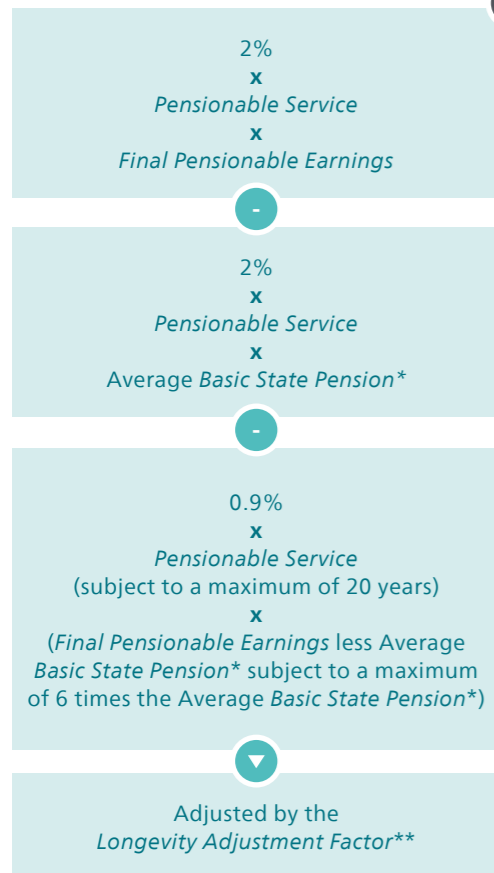 2%
x
Pensionable Service
x
Final Pensionable Earnings
-
2%
x
Pensionable Service
x
Average Basic State Pension*
-
0.9%
x
Pensionable Service
(subject to a maximum of 20 years)
x
(Final Pensionable Earnings less Average
Basic State Pension* subject to a maximum
of 6 times the Average Basic State Pension*)
Adjusted by the
Longevity Adjustment Factor**